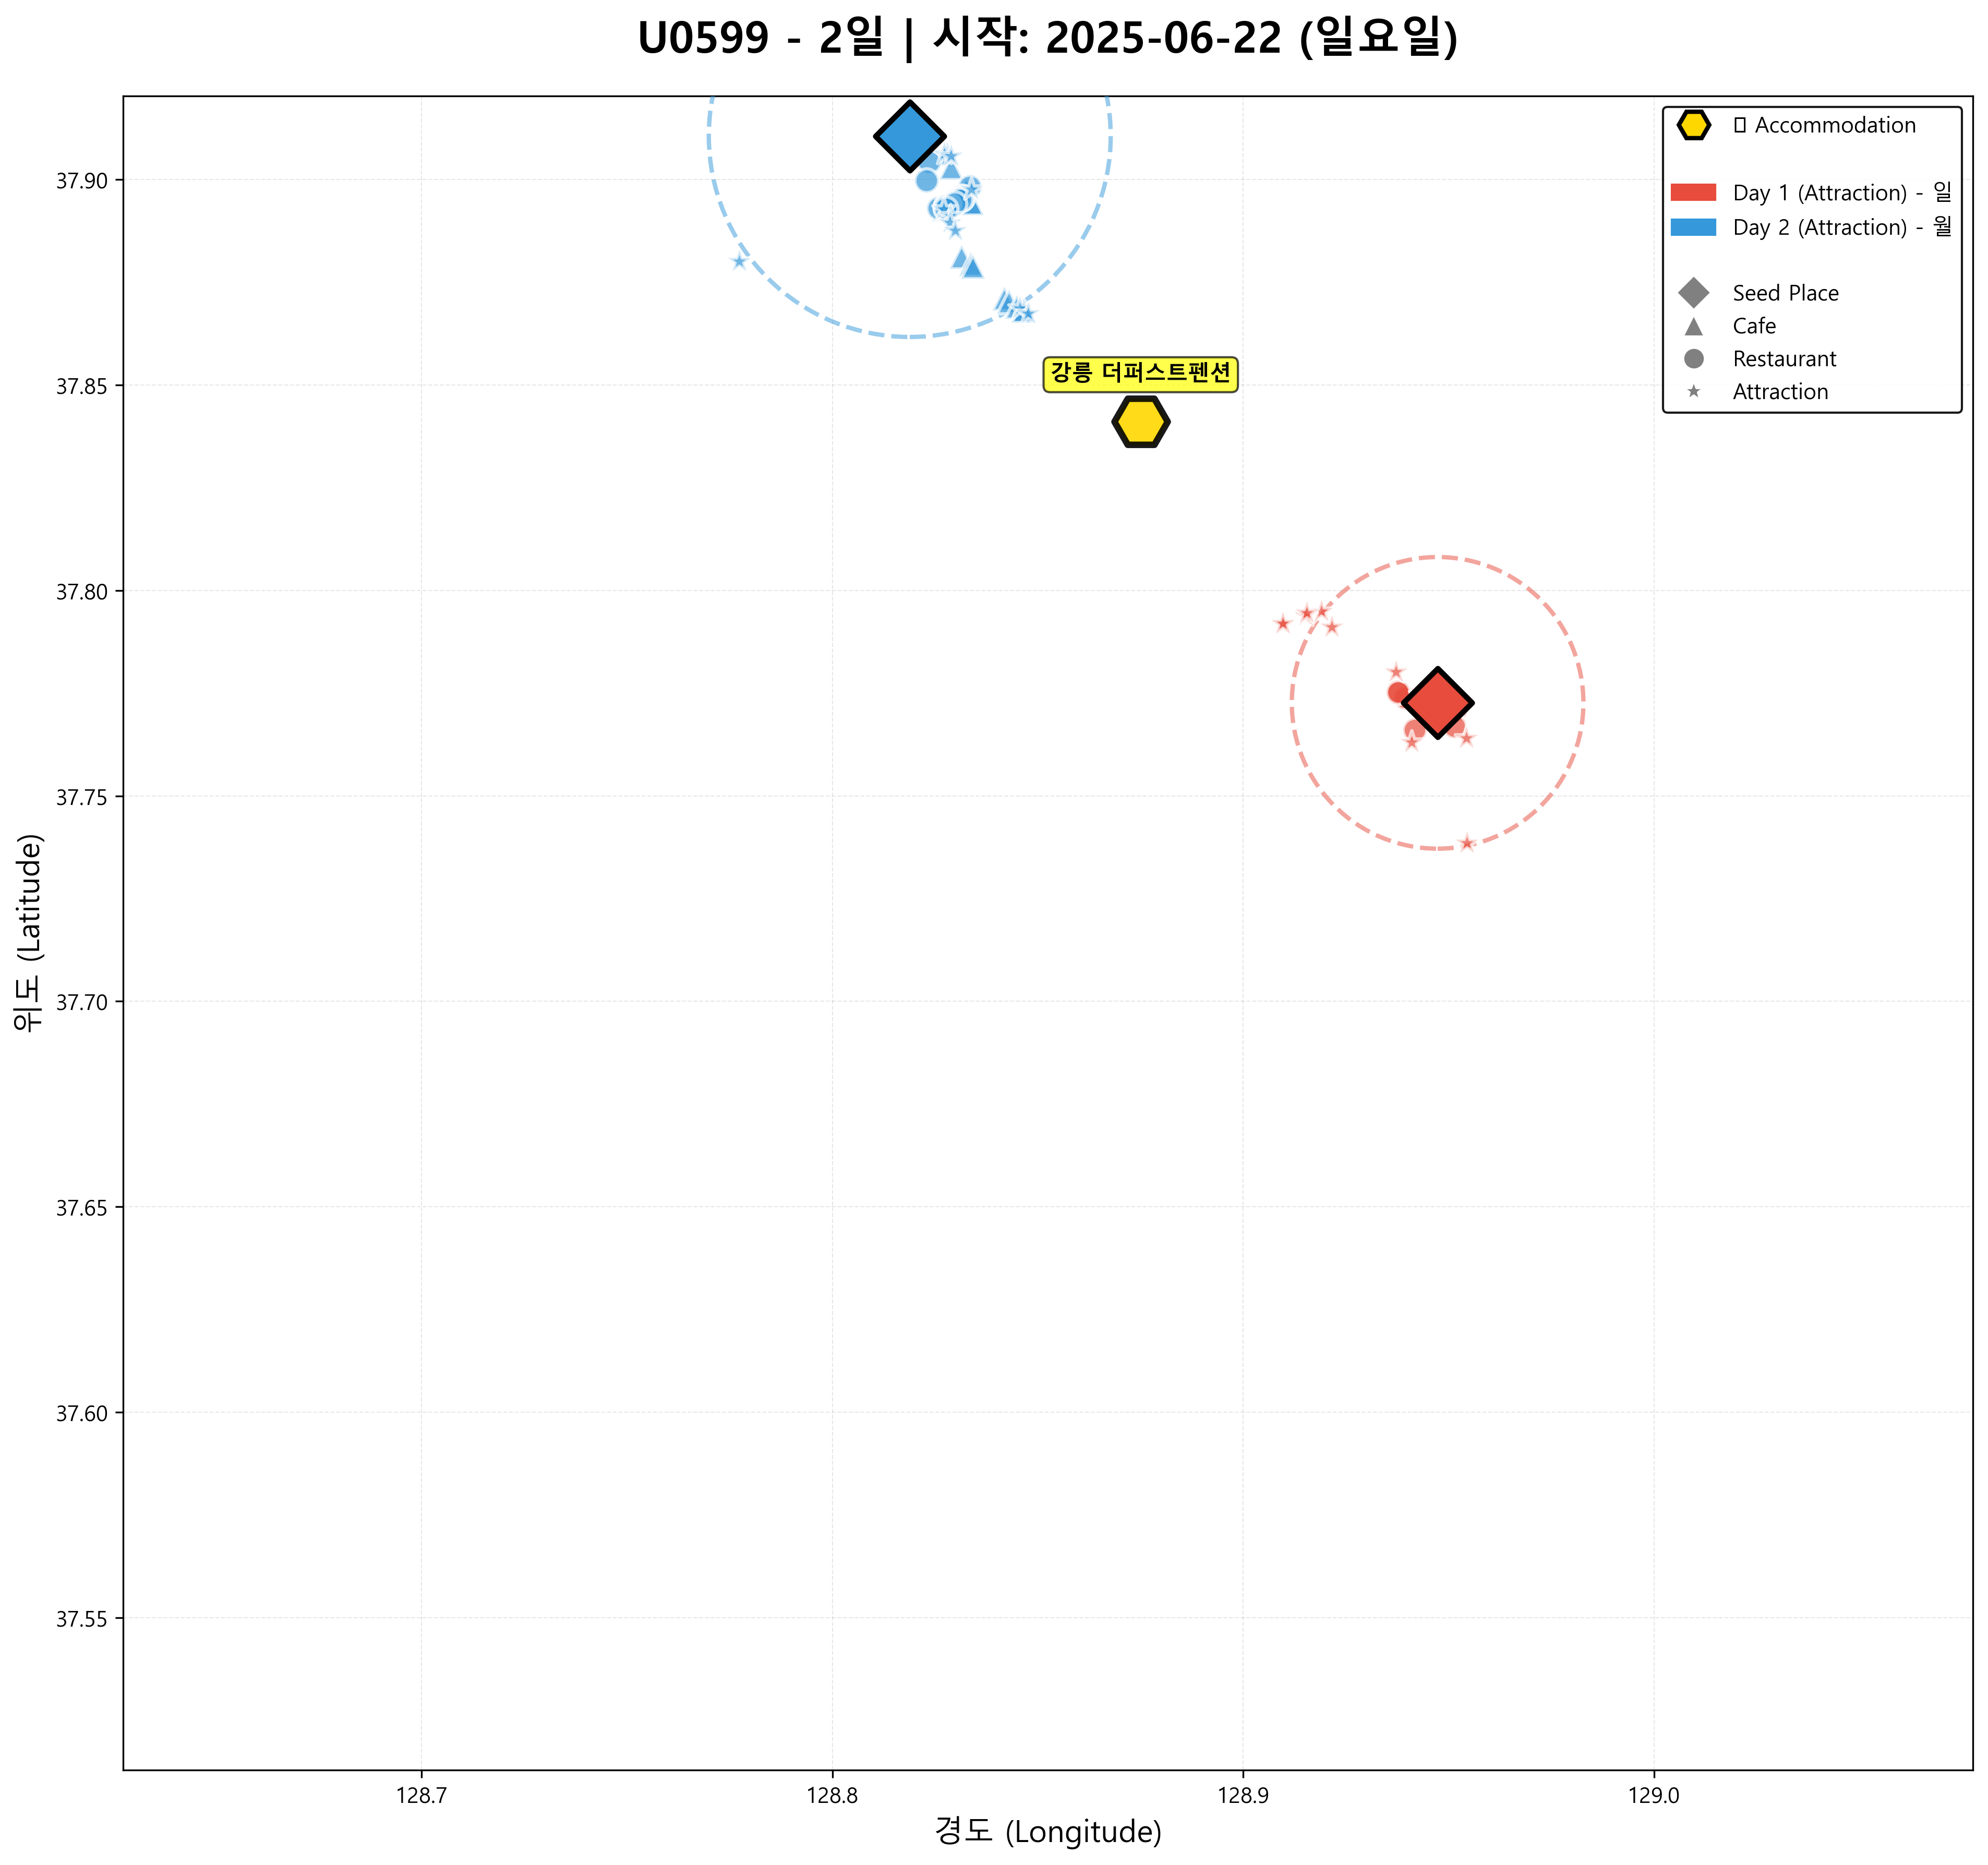 U0599 - 2일 | 시작: 2025-06-22 (일요일)
▯ Accommodation
Day 1 (Attraction) - 일
Day 2 (Attraction) - 월
Seed Place
Cafe
Restaurant
Attraction
강릉 더퍼스트펜션
37.90
37.85
37.80
37.75
37.70
37.65
37.60
37.55
위도 (Latitude)
128.7
128.8
128.9
129.0
경도 (Longitude)